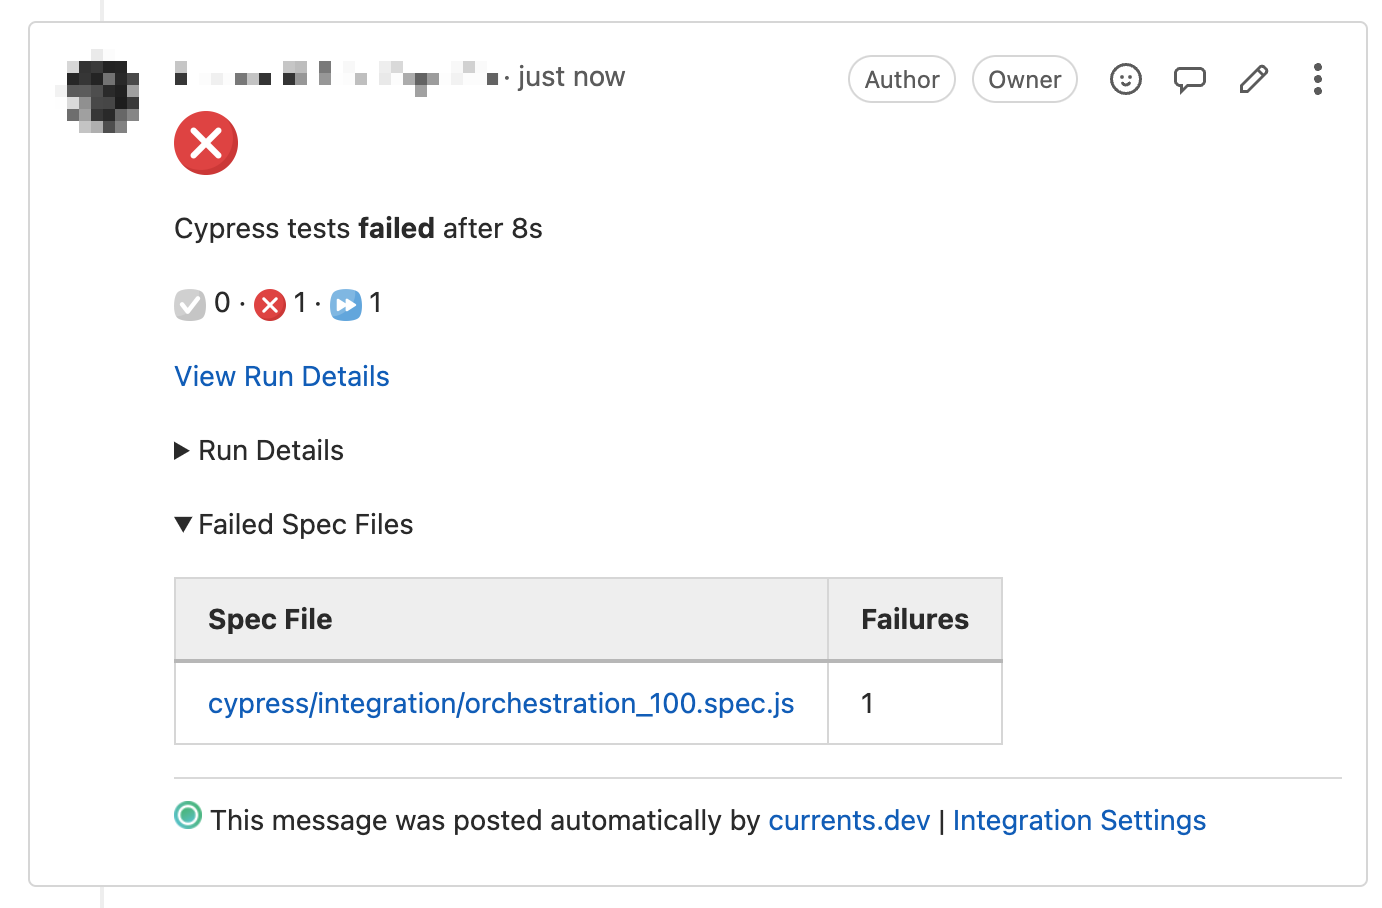 · just now
Author
Owner
Cypress tests failed after 8s
0 · 1 · 1
View Run Details
Run Details
Failed Spec Files
Spec File Failures
cypress/integration/orchestration_100.spec.js 1
This message was posted automatically by currents.dev | Integration Settings